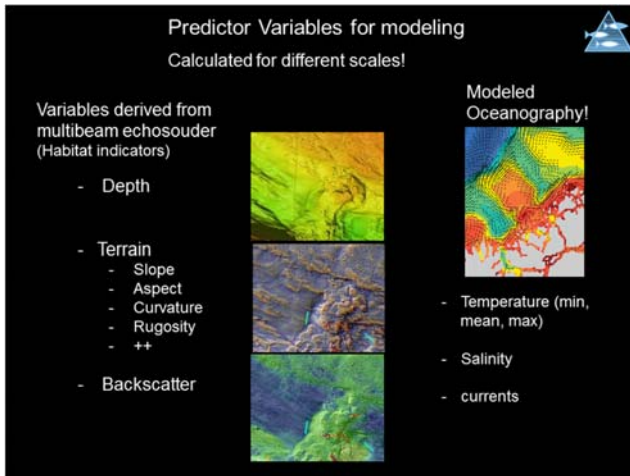 Predictor Variables for modeling
Calculated for different scales!
Variables derived from
multibeam echosouder
(Habitat indicators)
- Depth
- Terrain
- Slope
- Aspect
- Curvature
- Rugosity
- ++
- Backscatter
Modeled
Oceanography!
- Temperature (min,
mean, max)
- Salinity
- currents